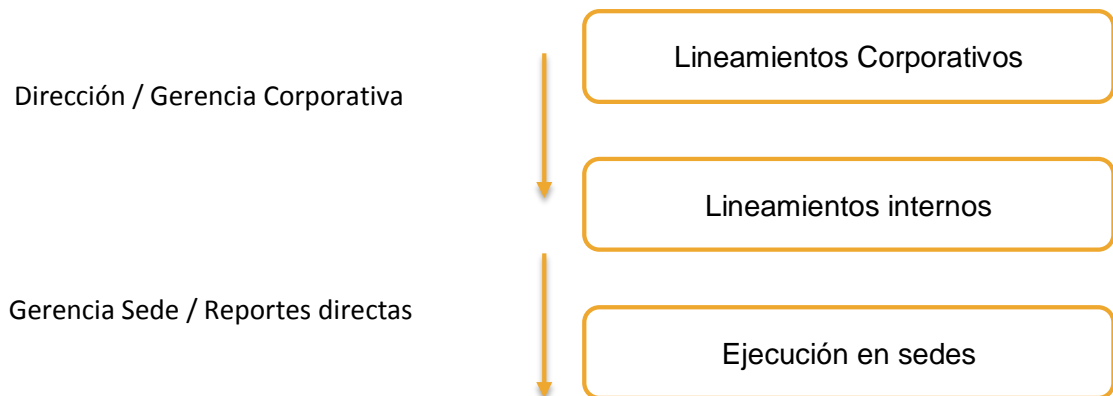 Lineamientos Corporativos
Dirección / Gerencia Corporativa
Lineamientos internos
Gerencia Sede / Reportes directas
Ejecución en sedes